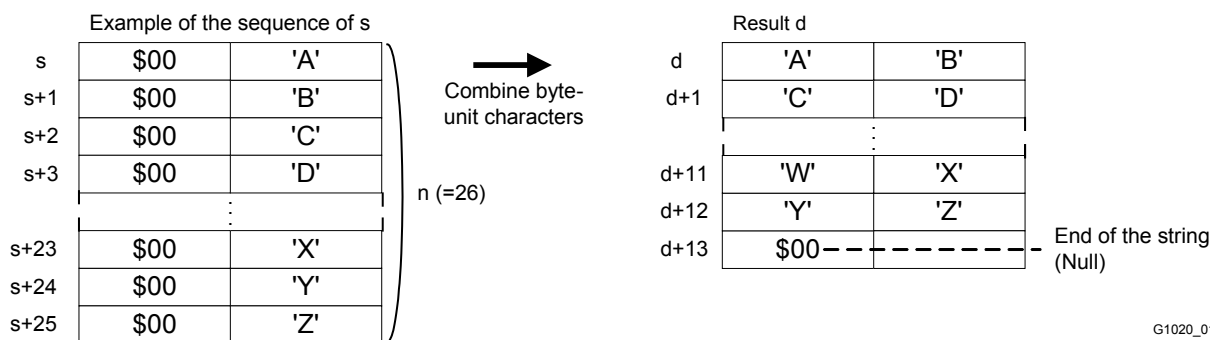 Example of the sequence of s
s $00 'A'
s+1 $00 'B'
s+2 $00 'C'
s+3 $00 'D'
s+23 $00 'X'
s+24 $00 'Y'
s+25 $00 'Z'
n (=26)
Combine byte-
unit characters
Result d
d 'A' 'B'
d+1 'C' 'D'
d+11 'W' 'X'
d+12 'Y' 'Z'
d+13 $00
End of the string
(Null)